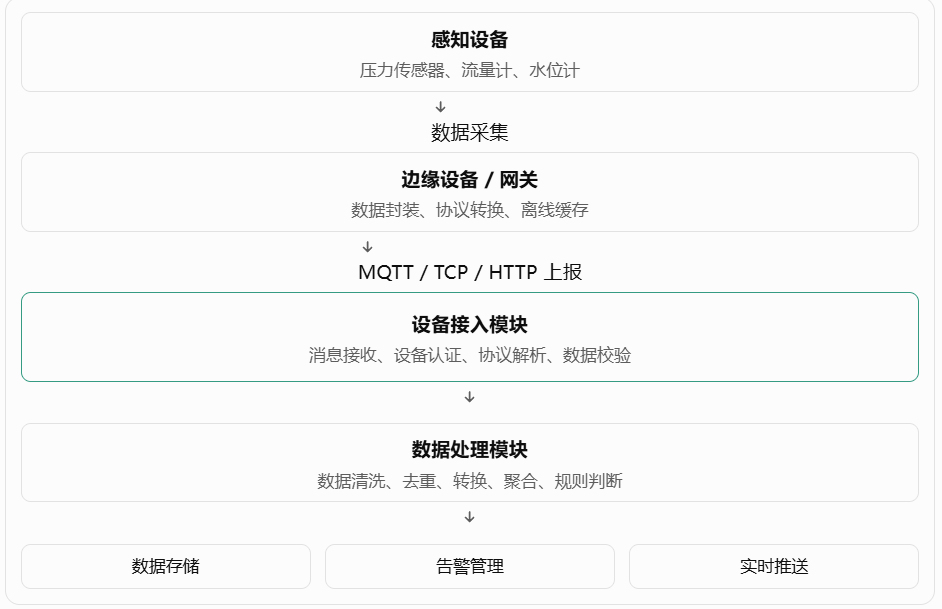 感知设备
压力传感器、流量计、水位计
↓
数据采集
边缘设备 / 网关
数据封装、协议转换、离线缓存
↓
MQTT / TCP / HTTP 上报
设备接入模块
消息接收、设备认证、协议解析、数据校验
↓
数据处理模块
数据清洗、去重、转换、聚合、规则判断
↓
数据存储
告警管理
实时推送